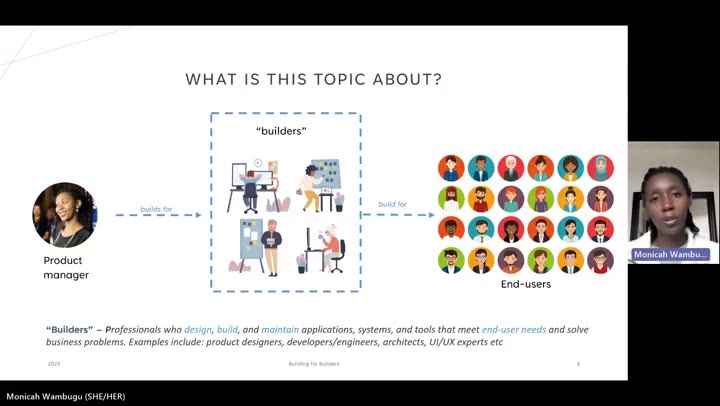 WHAT IS THIS TOPIC ABOUT?
“builders”
builds for
build for
Product
manager
End-users
“Builders” – Professionals who design, build, and maintain applications, systems, and tools that meet end-user needs and solve
business problems. Examples include: product designers, developers/engineers, architects, UI/UX experts etc
2023
Building for Builders
5
Monicah Wambu...
Monicah Wambugu (SHE/HER)